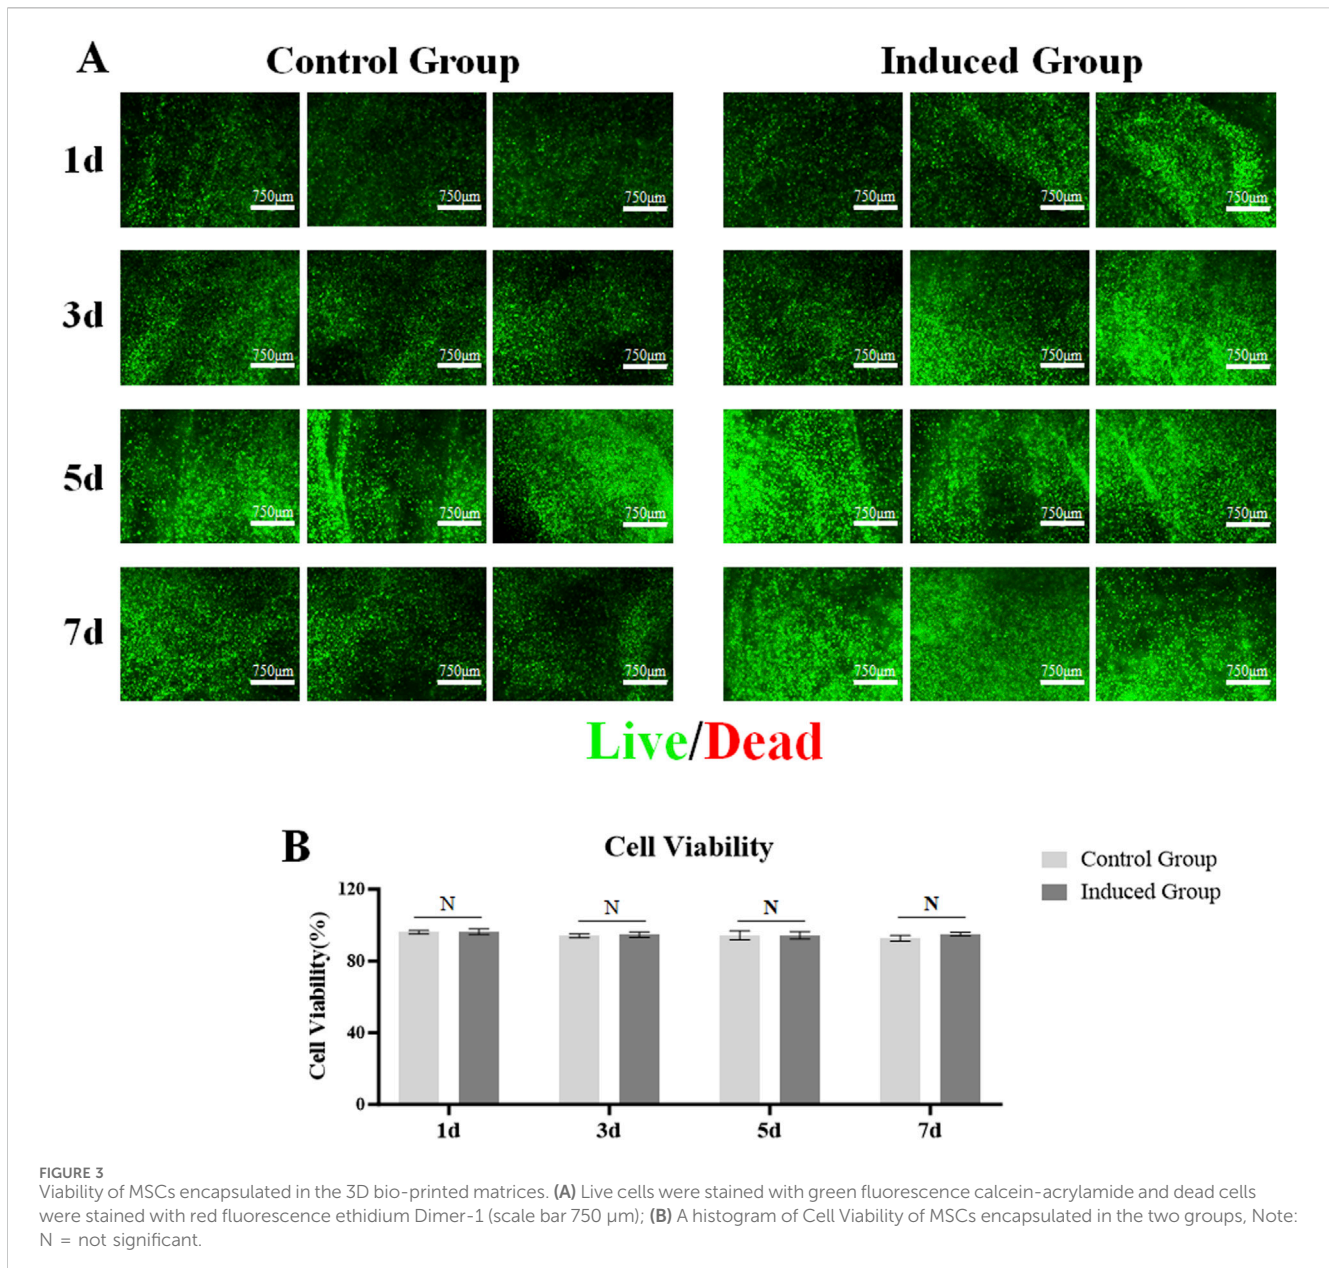 A
Control Group
Induced Group
1d
750μm
750μm
750μm
750μm
750μm
750μm
3d
750μm
750μm
750μm
750μm
750μm
750μm
5d
750μm
750μm
750μm
750μm
750μm
750μm
7d
750μm
750μm
750μm
750μm
750μm
750μm
Live/Dead
B
Cell Viability
Control Group
Induced Group
Cell Viability(%)
120
80
40
0
N
N
N
N
1d
3d
5d
7d
FIGURE 3
Viability of MSCs encapsulated in the 3D bio-printed matrices. (A) Live cells were stained with green fluorescence calcein-acrylamide and dead cells
were stained with red fluorescence ethidium Dimer-1 (scale bar 750 μm); (B) A histogram of Cell Viability of MSCs encapsulated in the two groups, Note:
N = not significant.